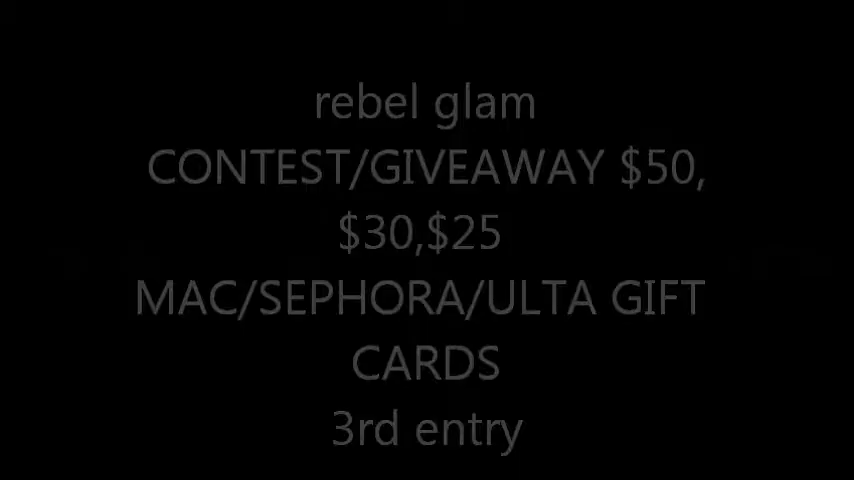 rebel glam
CONTEST/GIVEAWAY $50,
$30,$25
MAC/SEPHORA/ULTA GIFT
CARDS
3rd entry